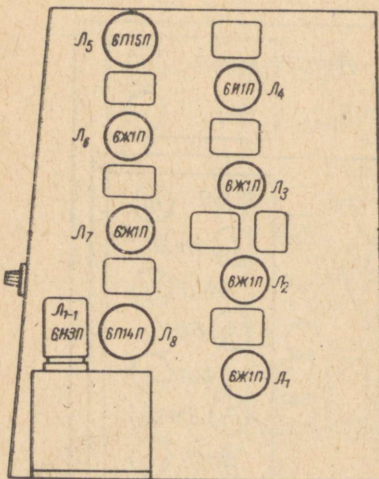 Л5 6П15П
6И1П Л4
Л6 6Ж1П
6Ж1П Л3
Л7 6Ж1П
6Ж1П Л2
Л1-1
6Н3П
6П14П Л8
6Ж1П Л1